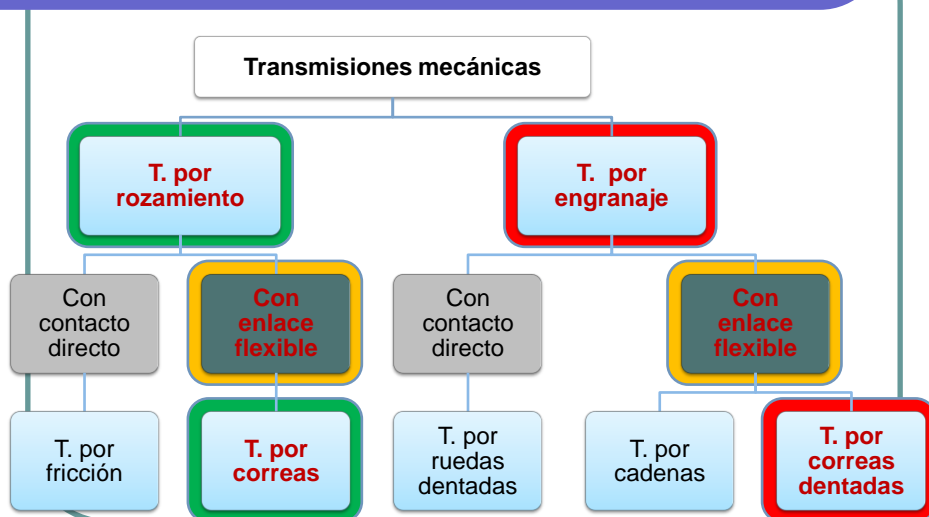 Transmisiones mecánicas
T. por
rozamiento
T. por
engranaje
Con
contacto
directo
Con
enlace
flexible
Con
contacto
directo
Con
enlace
flexible
T. por
fricción
T. por
correas
T. por
ruedas
dentadas
T. por
cadenas
T. por
correas
dentadas